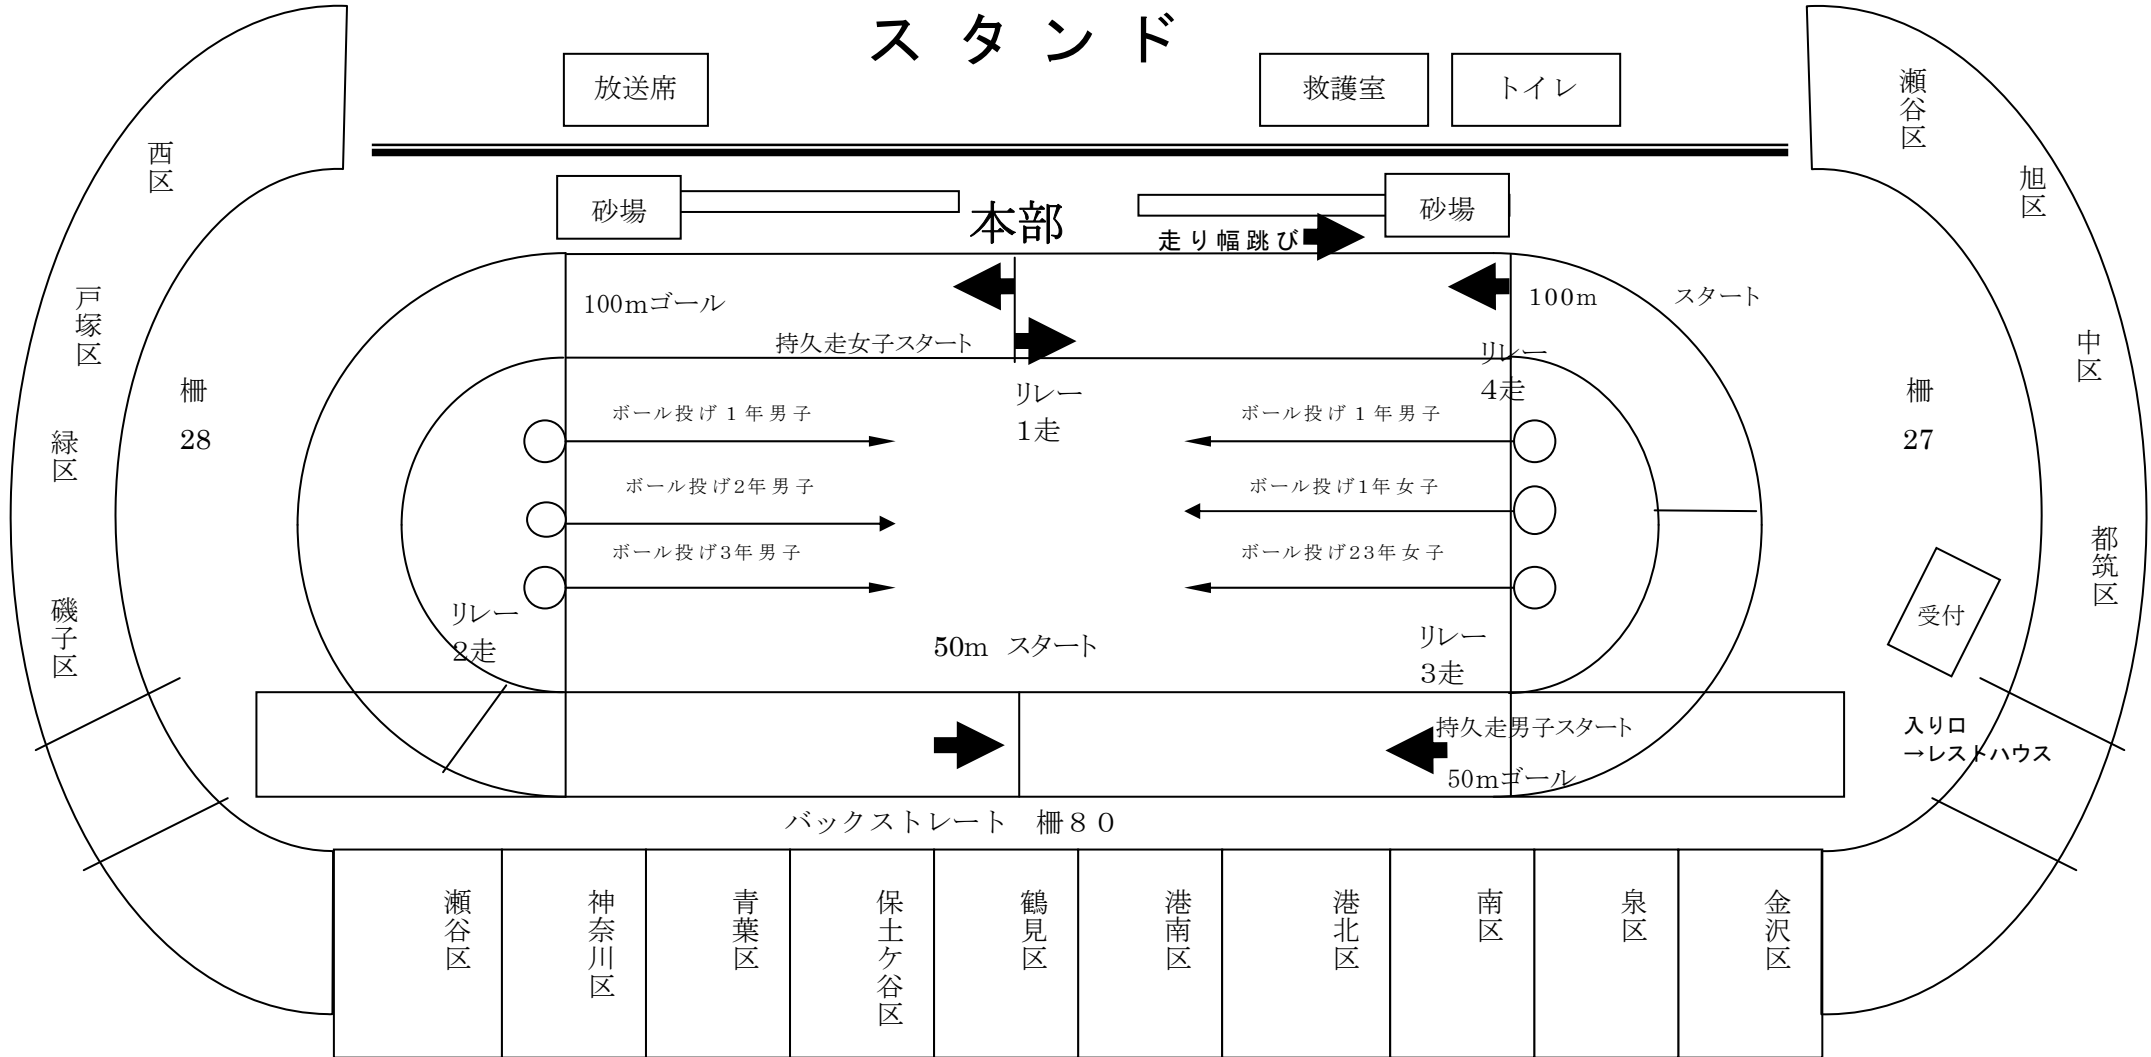 スタンド
放送席
救護室
トイレ
砂場
本部
砂場
走り幅跳び
100mゴール
100m
スタート
持久走女子スタート
リレー
1走
リレー
4走
ボール投げ1年男子
ボール投げ1年男子
ボール投げ2年男子
ボール投げ1年女子
ボール投げ3年男子
ボール投げ23年女子
リレー
2走
50m スタート
リレー
3走
持久走男子スタート
50mゴール
バックストレート 柵80
西区
戸塚区
緑区
磯子区
柵
28
瀬谷区
旭区
中区
都筑区
柵
27
受付
入り口
→レストハウス
瀬谷区
神奈川区
青葉区
保土ケ谷区
鶴見区
港南区
港北区
南区
泉区
金沢区